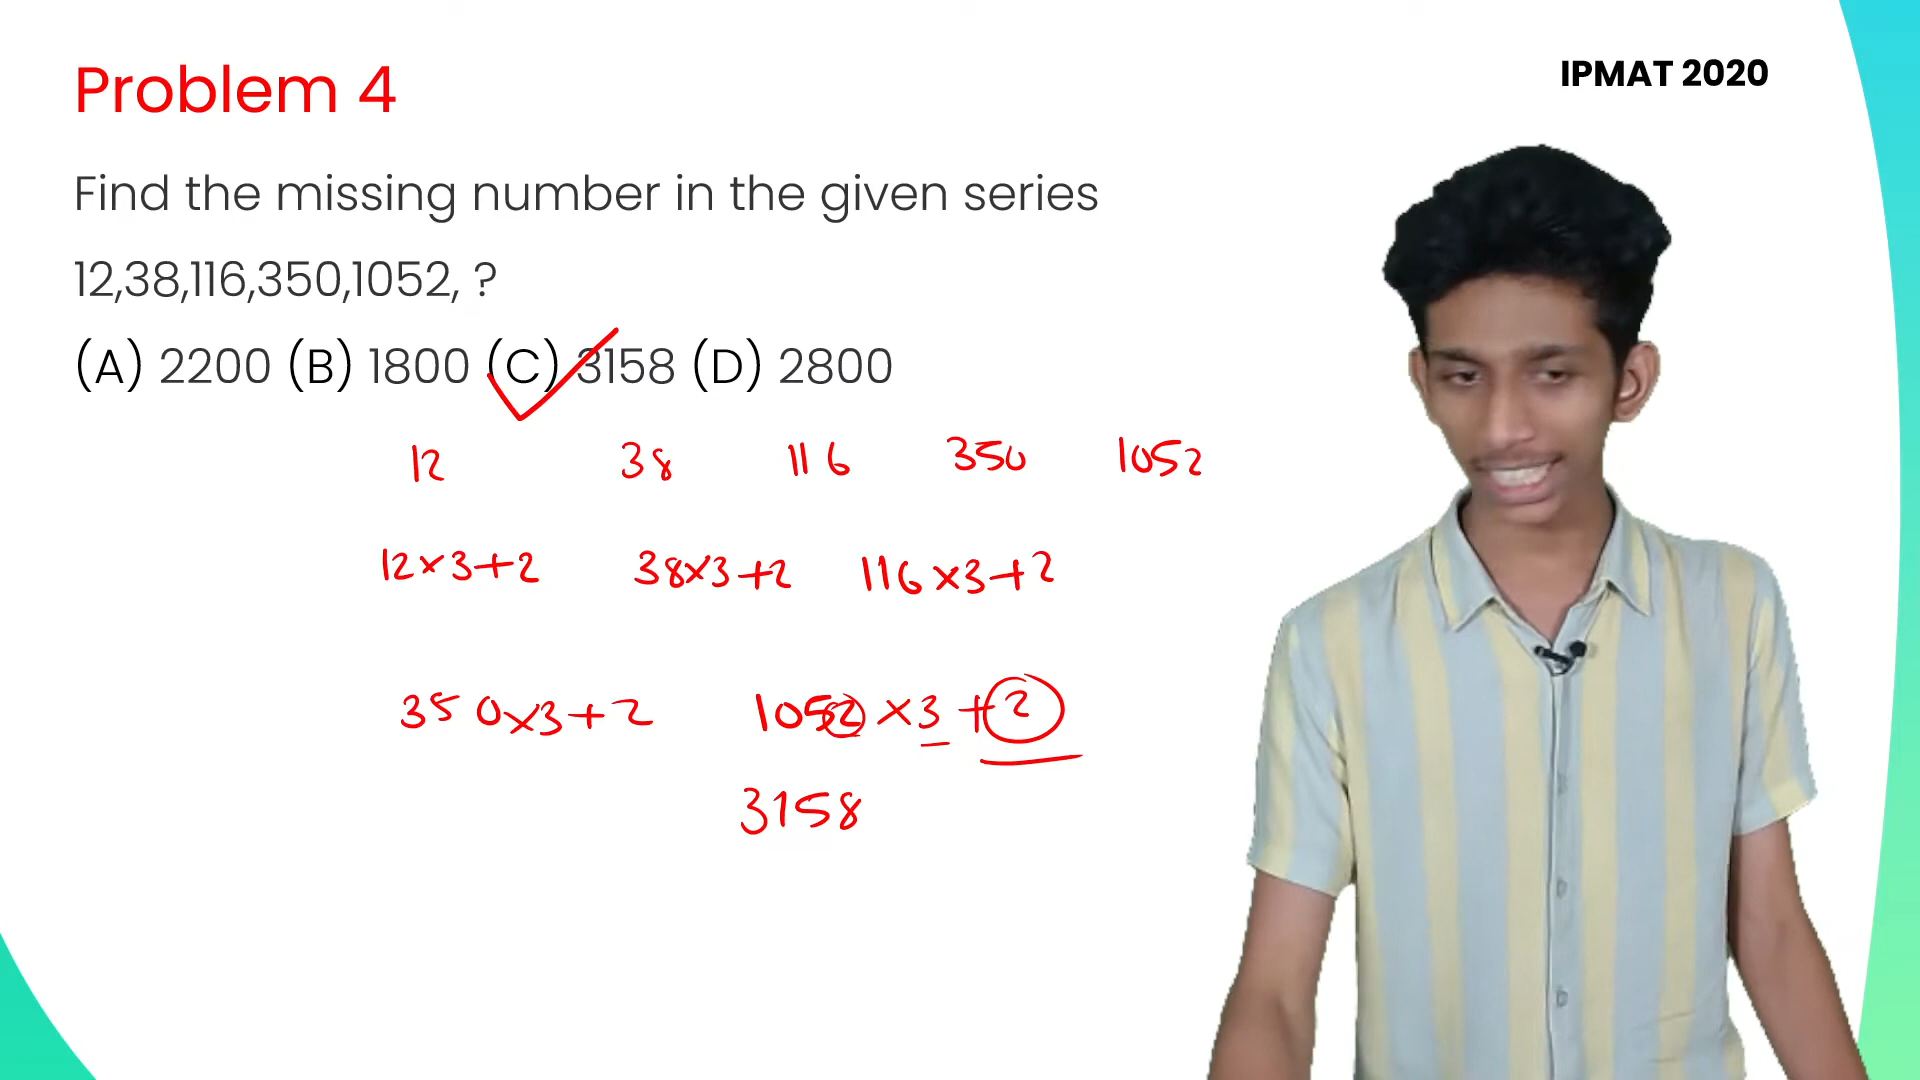 Problem 4
IPMAT 2020
Find the missing number in the given series
12,38,116,350,1052, ?
(A) 2200 (B) 1800 (C) 3158 (D) 2800
12 38 116 350 1052
12×3+2 38×3+2 116×3+2
350×3+2 1052×3+2
3158